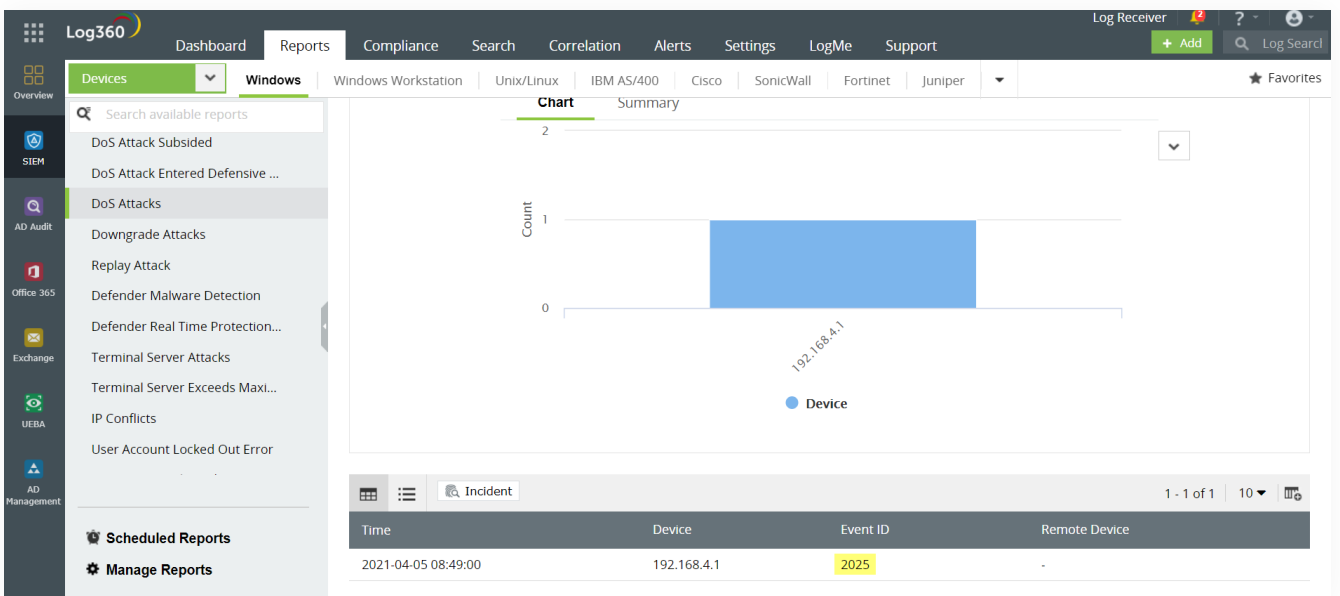 Log360
Log Receiver 2 ?
Dashboard Reports Compliance Search Correlation Alerts Settings LogMe Support
+ Add Log Search
Overview
SIEM
AD Audit
Office 365
Exchange
UEBA
AD
Management
Devices
Windows Windows Workstation Unix/Linux IBM AS/400 Cisco SonicWall Fortinet Juniper
Favorites
Search available reports
DoS Attack Subsided
DoS Attack Entered Defensive ...
DoS Attacks
Downgrade Attacks
Replay Attack
Defender Malware Detection
Defender Real Time Protection...
Terminal Server Attacks
Terminal Server Exceeds Maxi...
IP Conflicts
User Account Locked Out Error
Scheduled Reports
Manage Reports
Chart Summary
2
1
0
Count
192.168.4.1
Device
Incident
1 - 1 of 1 10
Time Device Event ID Remote Device
2021-04-05 08:49:00 192.168.4.1 2025 -